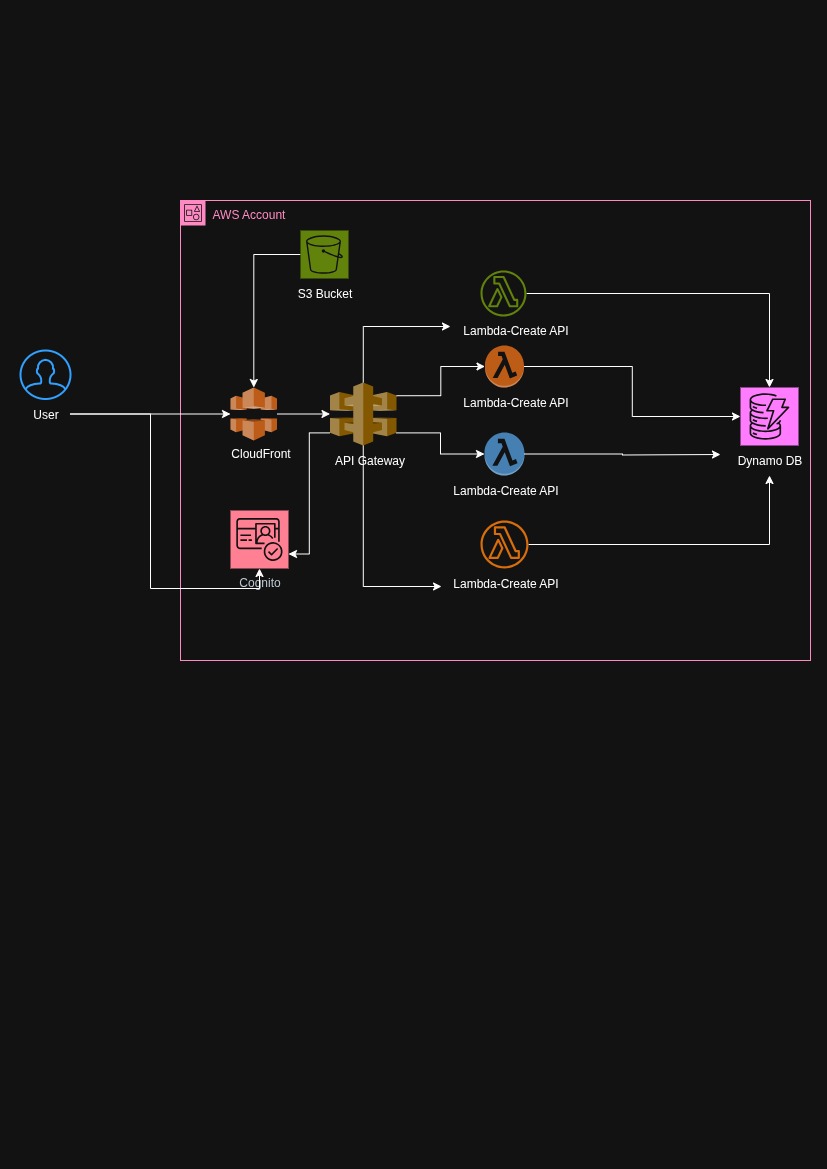 AWS Account
S3 Bucket
Lambda-Create API
Lambda-Create API
User
CloudFront
API Gateway
Dynamo DB
Lambda-Create API
Cognito
Lambda-Create API